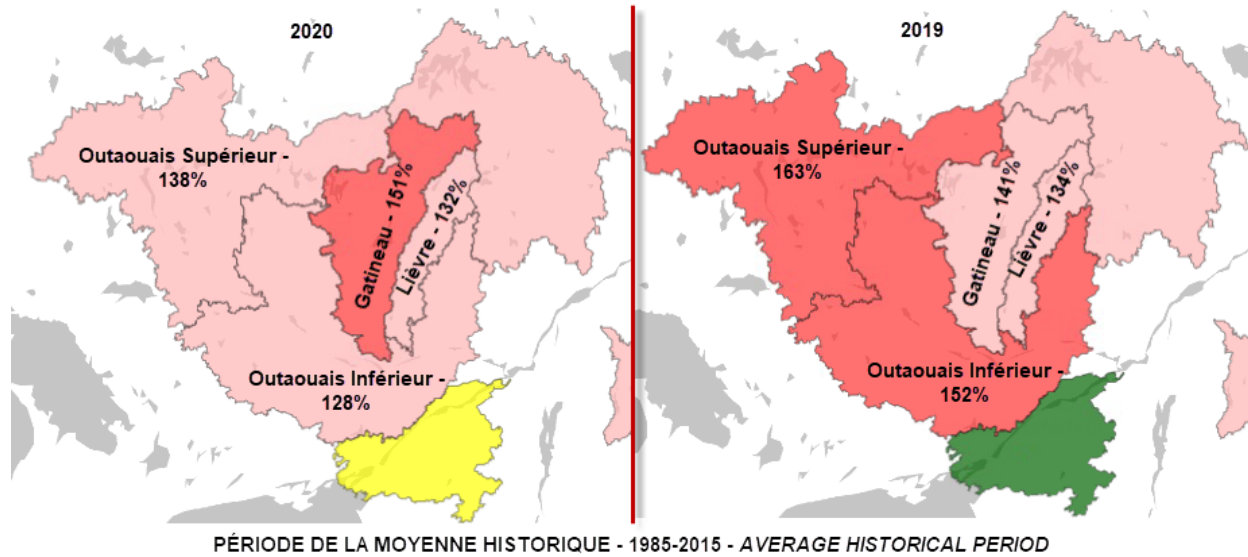 2020
Outaouais Supérieur -
138%
Gatineau - 151%
Lièvre - 132%
Outaouais Inférieur -
128%
2019
Outaouais Supérieur -
163%
Gatineau - 141%
Lièvre - 134%
Outaouais Inférieur -
152%
PÉRIODE DE LA MOYENNE HISTORIQUE - 1985-2015 - AVERAGE HISTORICAL PERIOD